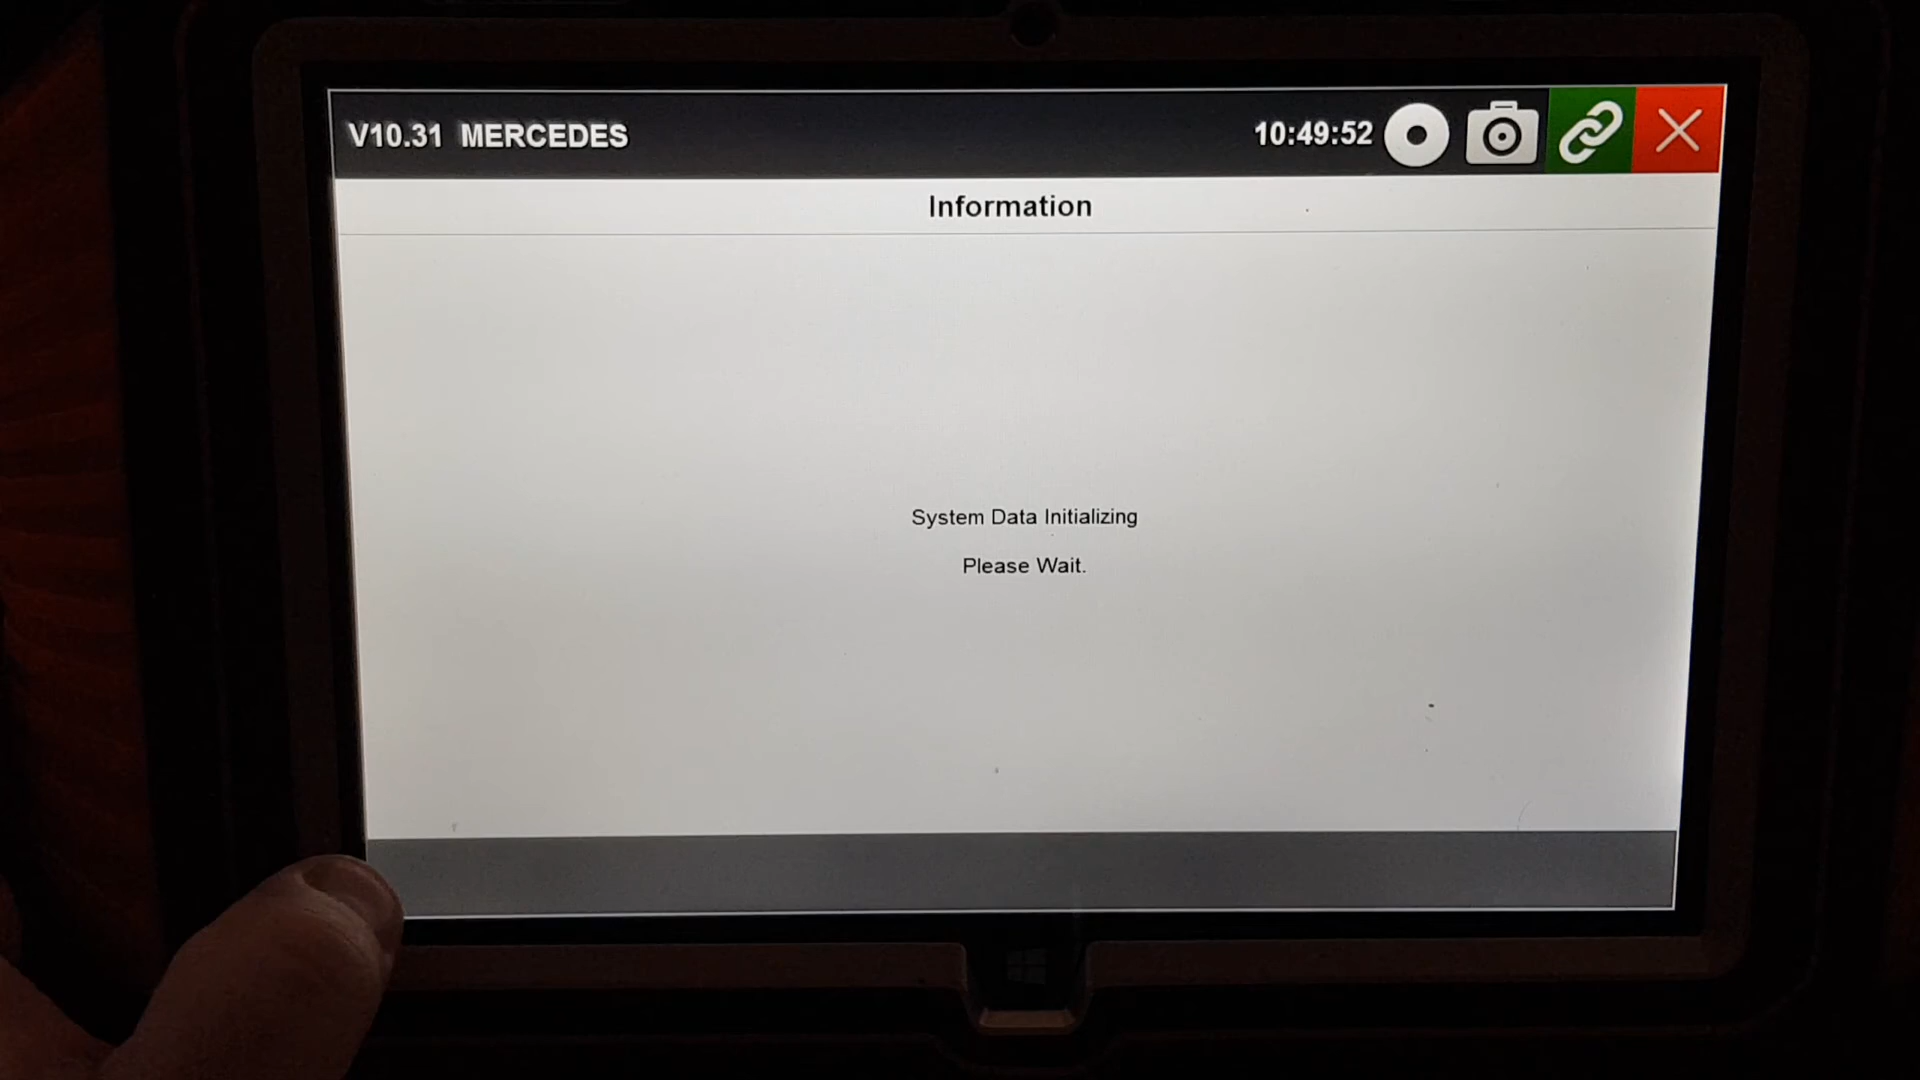 V10.31 MERCEDES
10:49:52
Information
System Data Initializing
Please Wait.